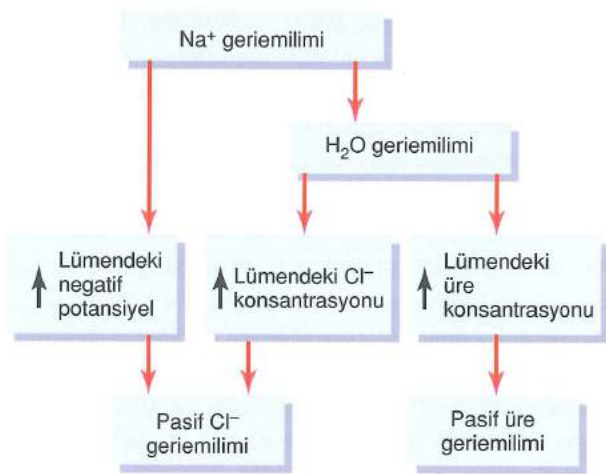 Na⁺ geriemilimi
H₂O geriemilimi
Lümendeki
negatif
potansiyel
Lümendeki Cl⁻
konsantrasyonu
Lümendeki
üre
konsantrasyonu
Pasif Cl⁻
geriemilimi
Pasif üre
geriemilimi